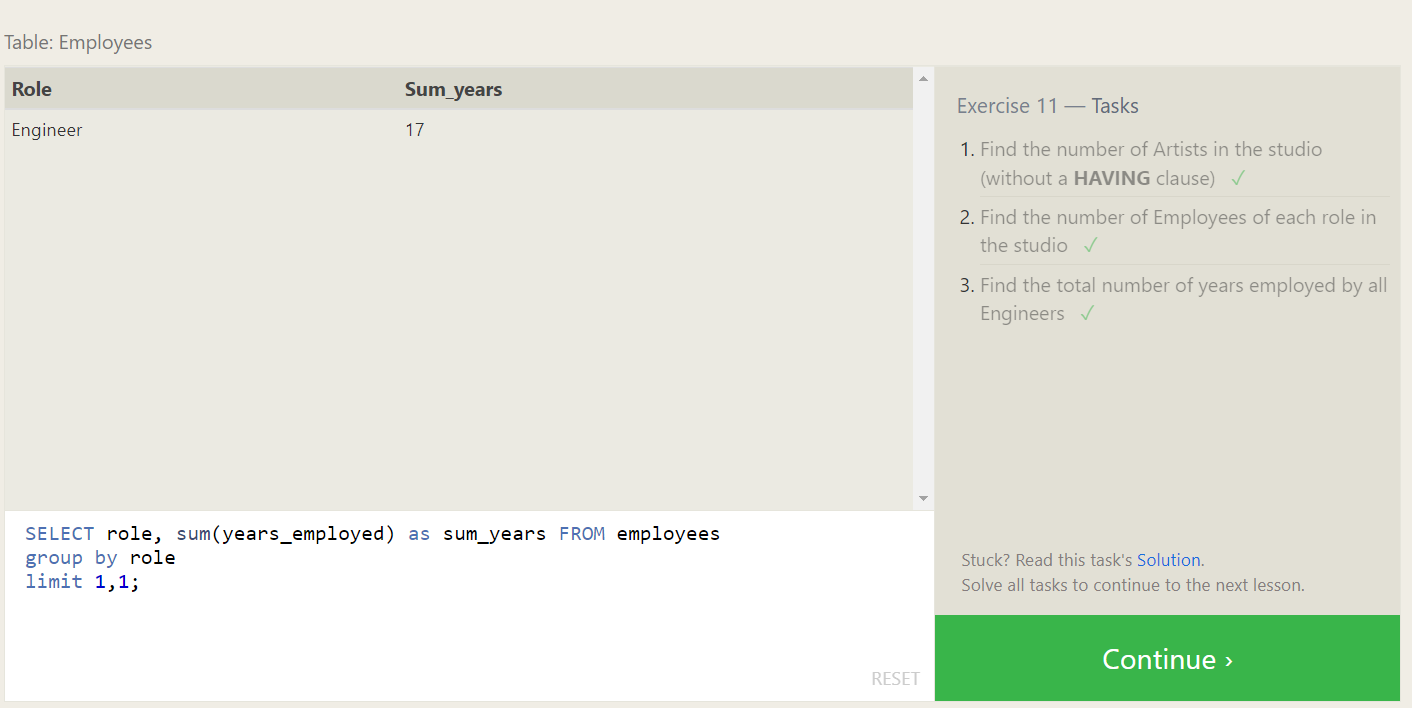 Table: Employees
Role Sum_years
Engineer 17
SELECT role, sum(years_employed) as sum_years FROM employees
group by role
limit 1,1;
RESET
Exercise 11 — Tasks
1. Find the number of Artists in the studio
(without a HAVING clause) ✓
2. Find the number of Employees of each role in
the studio ✓
3. Find the total number of years employed by all
Engineers ✓
Stuck? Read this task's Solution.
Solve all tasks to continue to the next lesson.
Continue ›